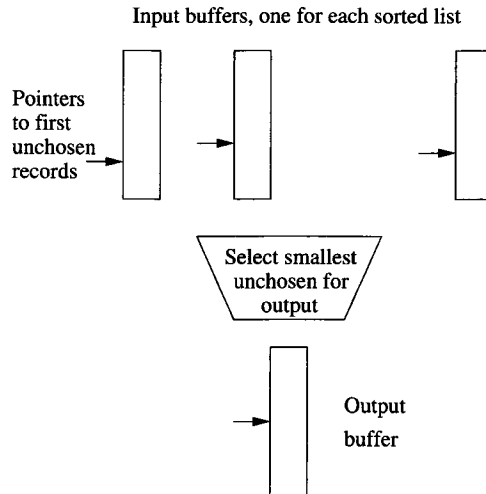 Input buffers, one for each sorted list
Pointers
to first
unchosen
records
Select smallest
unchosen for
output
Output
buffer